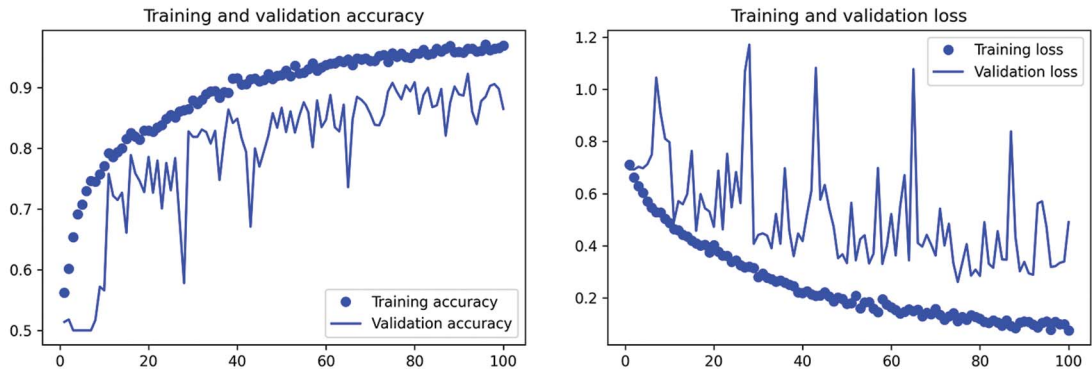 Training and validation accuracy
0.9
0.8
0.7
0.6
0.5
0 20 40 60 80 100
Training accuracy
Validation accuracy
Training and validation loss
1.2
1.0
0.8
0.6
0.4
0.2
0 20 40 60 80 100
Training loss
Validation loss